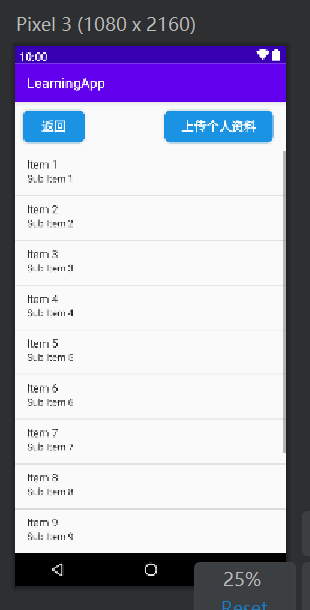 Pixel 3 (1080 x 2160)
10:00
LearningApp
返回 上传个人资料
Item 1
Sub Item 1
Item 2
Sub Item 2
Item 3
Sub Item 3
Item 4
Sub Item 4
Item 5
Sub Item 5
Item 6
Sub Item 6
Item 7
Sub Item 7
Item 8
Sub Item 8
Item 9
Sub Item 9
25%
Reset